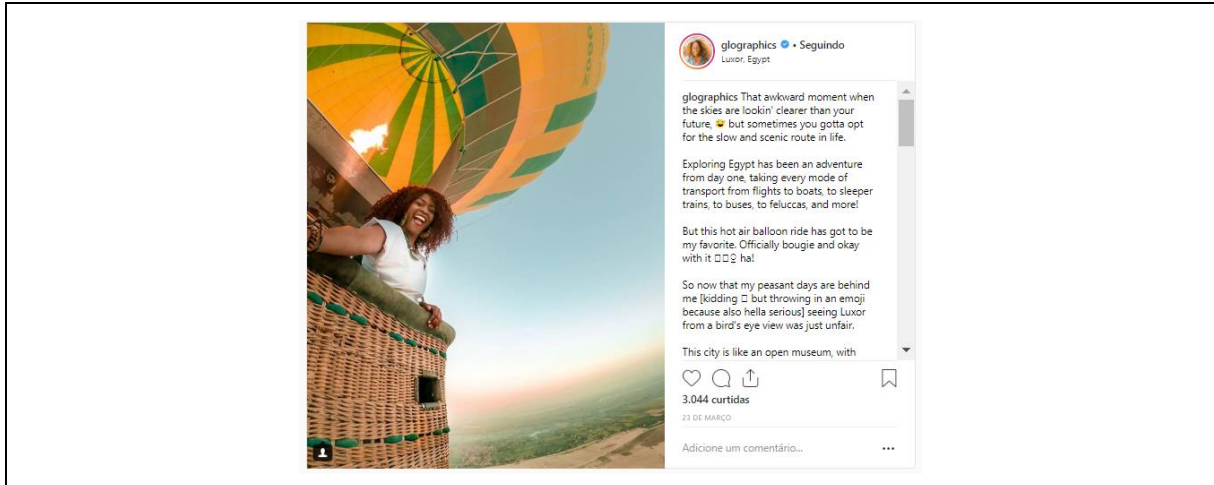 glographics • Seguindo
Luxor, Egypt
glographics That awkward moment when
the skies are lookin' clearer than your
future, 😅 but sometimes you gotta opt
for the slow and scenic route in life.
Exploring Egypt has been an adventure
from day one, taking every mode of
transport from flights to boats, to sleeper
trains, to buses, to feluccas, and more!
But this hot air balloon ride has got to be
my favorite. Officially bougie and okay
with it □□♀ ha!
So now that my peasant days are behind
me [kidding □ but throwing in an emoji
because also hella serious] seeing Luxor
from a bird's eye view was just unfair.
This city is like an open museum, with
3.044 curtidas
23 DE MARÇO
Adicione um comentário...